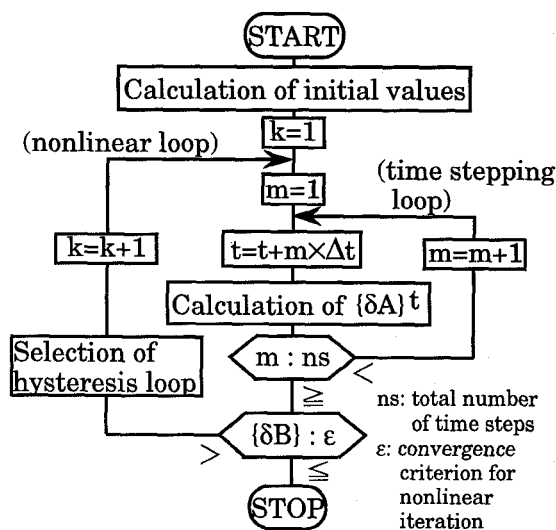 START
Calculation of initial values
k=1
(nonlinear loop)
m=1
(time stepping
loop)
k=k+1
t=t+m×Δt
m=m+1
Calculation of {δA}ᵗ
Selection of
hysteresis loop
m : ns
<
≧
ns: total number
of time steps
{δB} : ε
>
≦
ε: convergence
criterion for
nonlinear
iteration
STOP